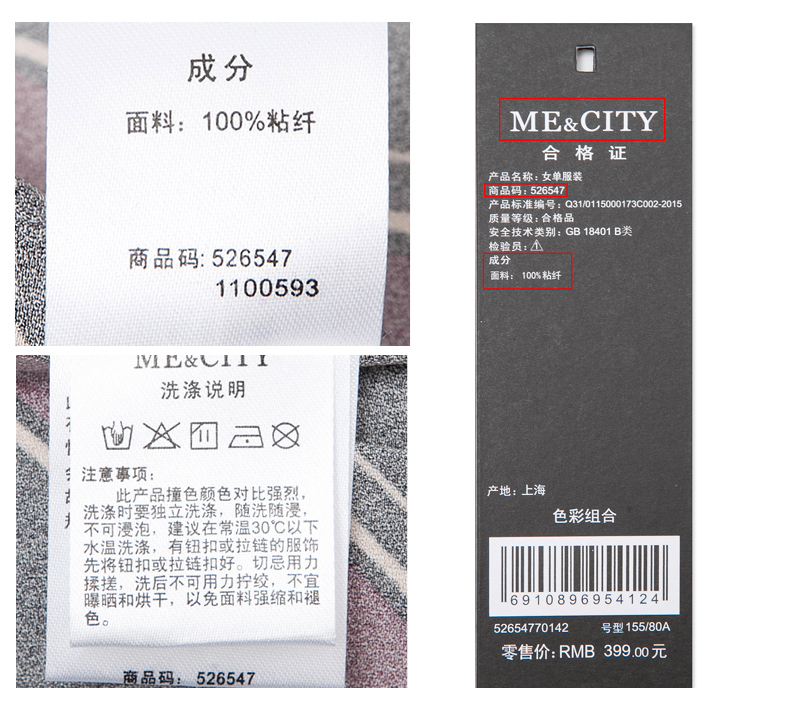 成分
面料: 100%粘纤
商品码: 526547
1100593
ME&CITY
洗涤说明
注意事项:
此产品撞色颜色对比强烈,
洗涤时要独立洗涤, 随洗随浸,
不可浸泡, 建议在常温30℃以下
水温洗涤, 有钮扣或拉链的服饰
先将钮扣或拉链扣好。切忌用力
揉搓, 洗后不可用力拧绞, 不宜
曝晒和烘干, 以免面料强缩和褪
色。
商品码: 526547
ME&CITY
合格证
产品名称: 女单服装
商品码: 526547
产品标准编号: Q31/0115000173C002-2015
质量等级: 合格品
安全技术类别: GB 18401 B类
检验员:
成分
面料: 100%粘纤
产地: 上海
色彩组合
6910896954124
52654770142 号型 155/80A
零售价: RMB 399.00 元